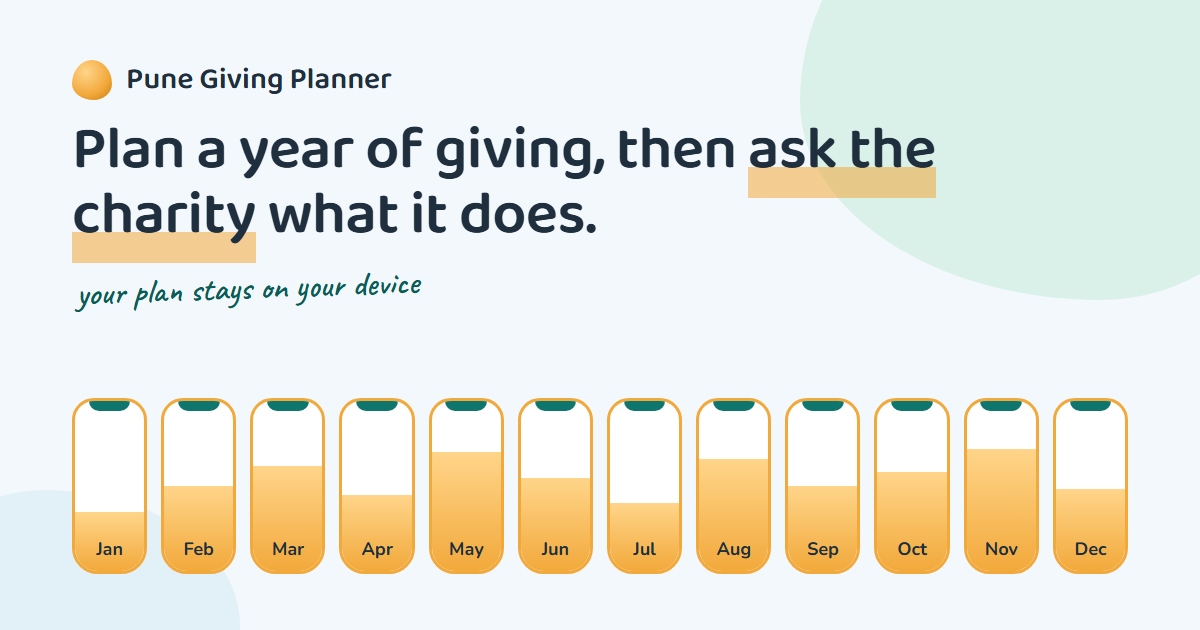 Pune Giving Planner
Plan a year of giving, then ask the
charity what it does.
your plan stays on your device
Jan Feb Mar Apr May Jun Jul Aug Sep Oct Nov Dec